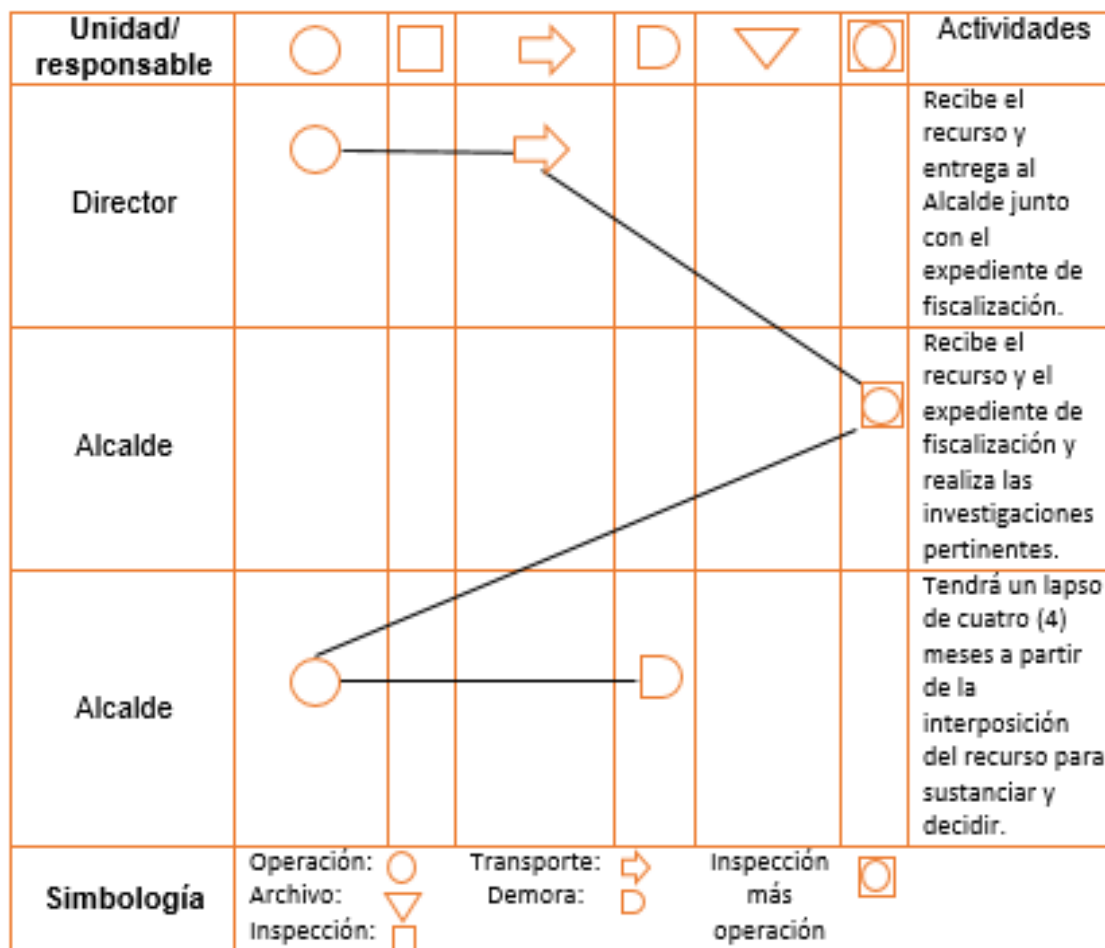 Unidad/
responsable
Actividades
Director
Recibe el
recurso y
entrega al
Alcalde junto
con el
expediente de
fiscalización.
Alcalde
Recibe el
recurso y el
expediente de
fiscalización y
realiza las
investigaciones
pertinentes.
Alcalde
Tendrá un lapso
de cuatro (4)
meses a partir
de la
interposición
del recurso para
sustanciar y
decidir.
Simbología
Operación:
Archivo:
Inspección:
Transporte:
Demora:
Inspección
más
operación